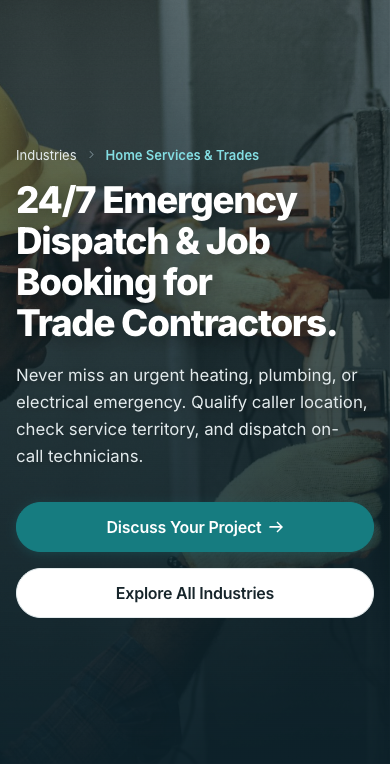 Industries > Home Services & Trades
24/7 Emergency
Dispatch & Job
Booking for
Trade Contractors.
Never miss an urgent heating, plumbing, or
electrical emergency. Qualify caller location,
check service territory, and dispatch on-
call technicians.
Discuss Your Project →
Explore All Industries